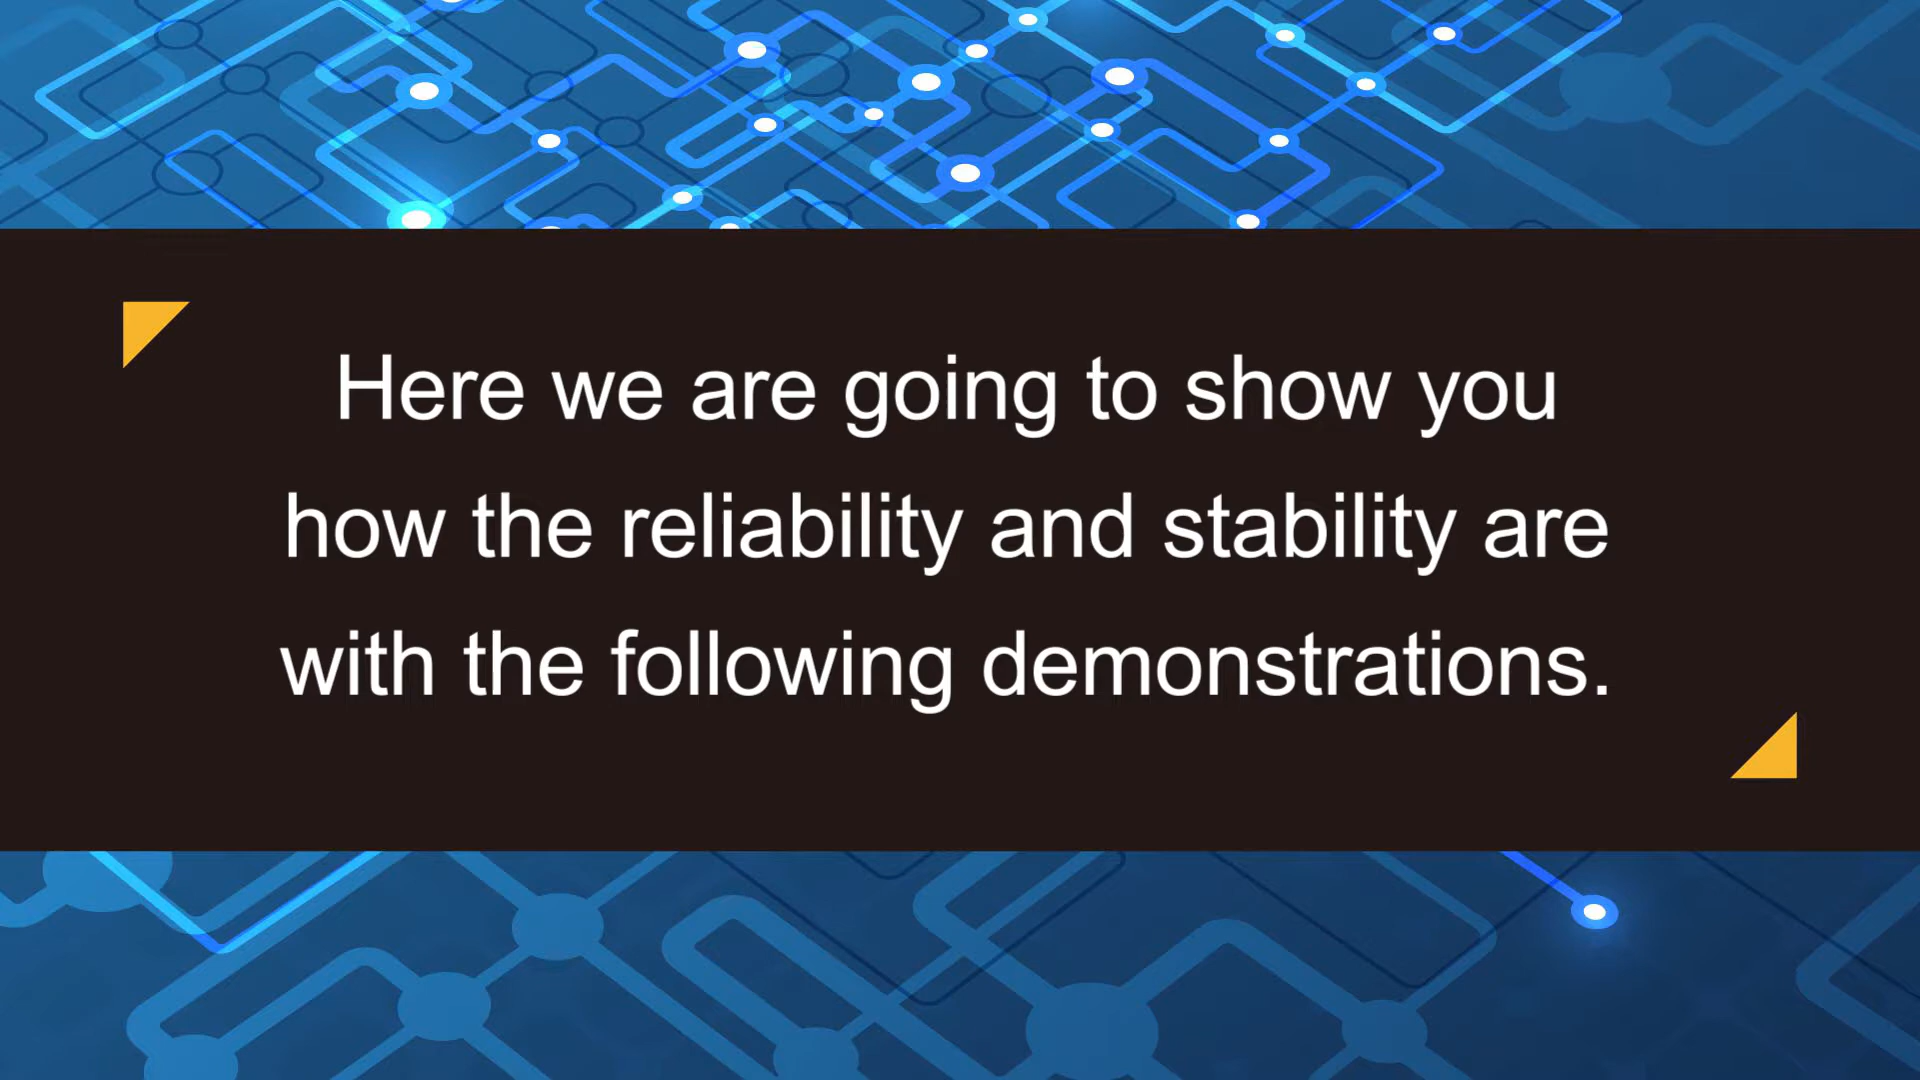 Here we are going to show you
how the reliability and stability are
with the following demonstrations.